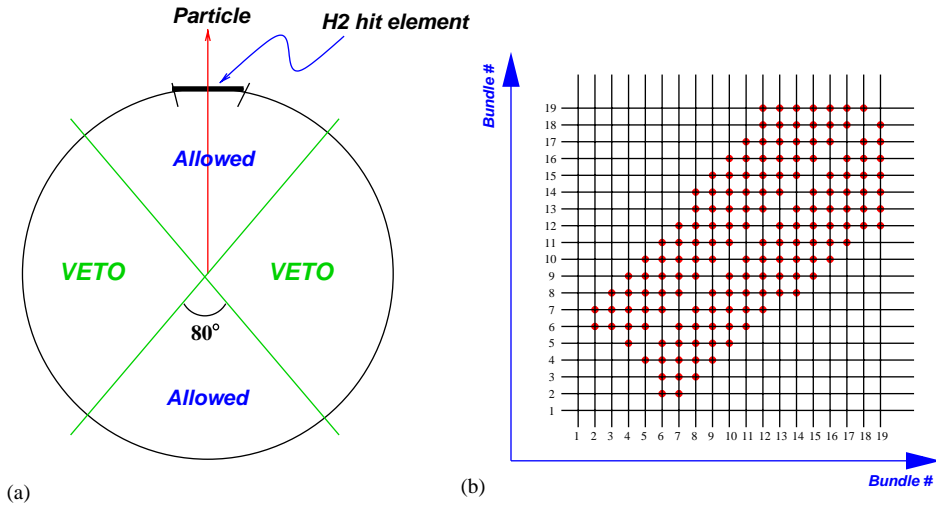 Particle
H2 hit element
Allowed
VETO
VETO
80°
Allowed
(a)
Bundle #
19
18
17
16
15
14
13
12
11
10
9
8
7
6
5
4
3
2
1
1 2 3 4 5 6 7 8 9 10 11 12 13 14 15 16 17 18 19
Bundle #
(b)